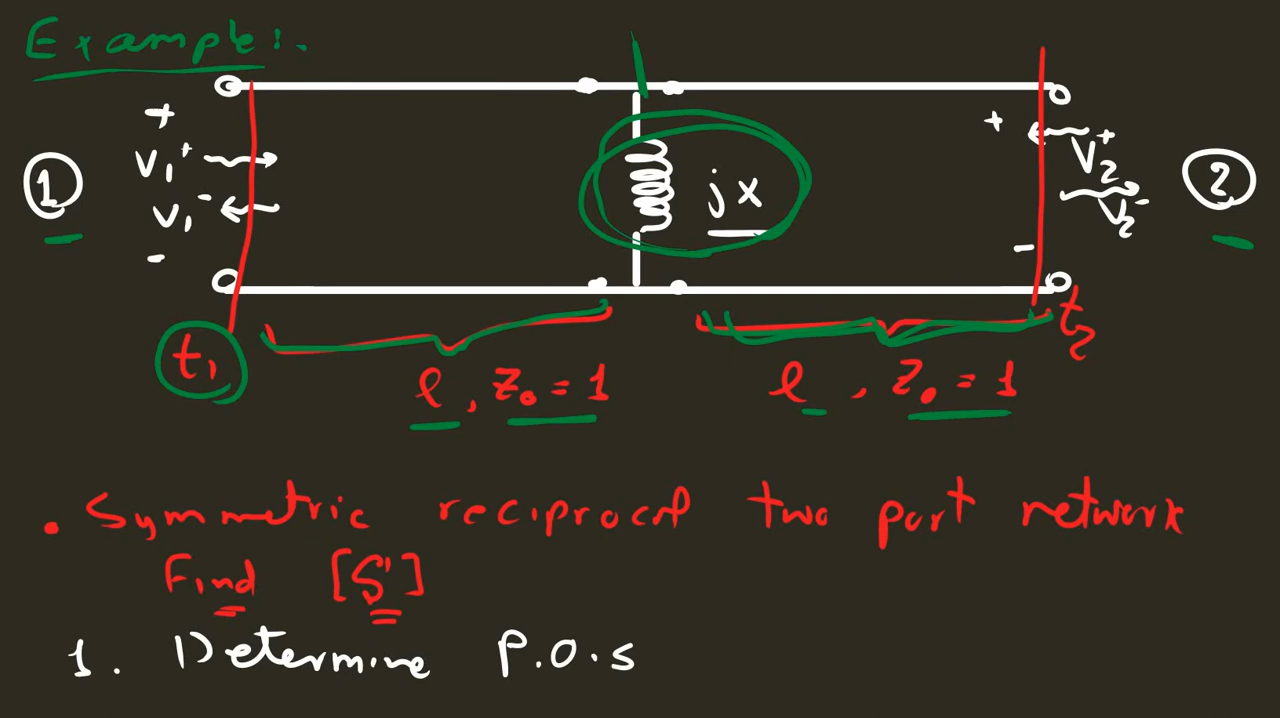 Example:.
+ +
V₁⁺ V₂⁺
1 jx 2
V₁⁻ V₂⁻
- -
t₁ t₂
l, Z₀ = 1 l, Z₀ = 1
• Symmetric reciprocal two port network
Find [S']
1. Determine P.O.S